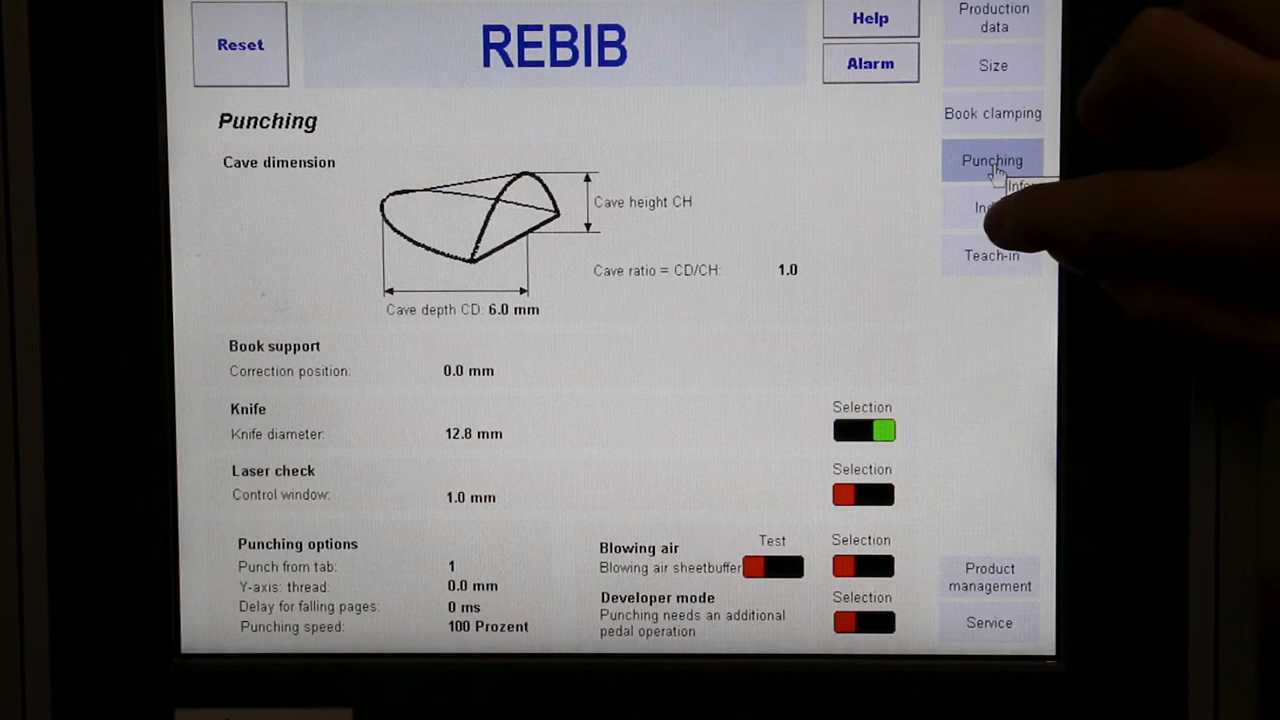 Reset
REBIB
Help
Alarm
Production
data
Size
Book clamping
Punching
Teach-in
Punching
Cave dimension
Cave height CH
Cave ratio = CD/CH: 1.0
Cave depth CD: 6.0 mm
Book support
Correction position: 0.0 mm
Knife
Selection
Knife diameter: 12.8 mm
Laser check
Selection
Control window: 1.0 mm
Punching options
Punch from tab: 1
Y-axis: thread: 0.0 mm
Delay for falling pages: 0 ms
Punching speed: 100 Prozent
Blowing air
Test
Selection
Blowing air sheetbuffer
Developer mode
Selection
Punching needs an additional
pedal operation
Product
management
Service